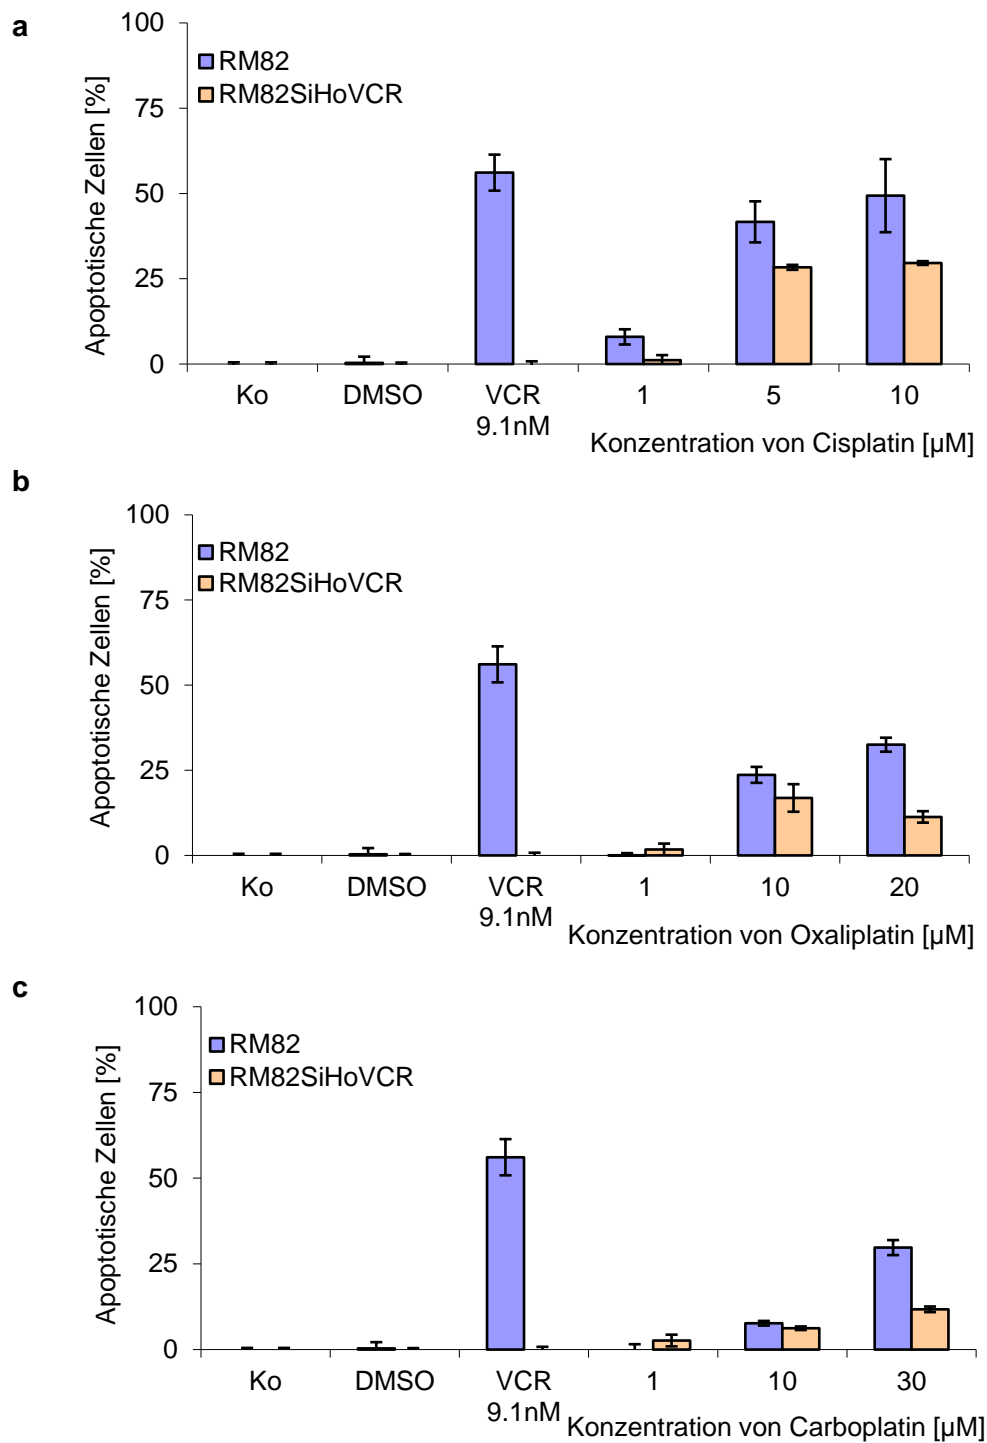 a
100
75
50
25
0
Apoptotische Zellen [%]
RM82
RM82SiHoVCR
Ko DMSO VCR 1 5 10
9.1nM
Konzentration von Cisplatin [µM]
b
100
75
50
25
0
Apoptotische Zellen [%]
RM82
RM82SiHoVCR
Ko DMSO VCR 1 10 20
9.1nM
Konzentration von Oxaliplatin [µM]
c
100
75
50
25
0
Apoptotische Zellen [%]
RM82
RM82SiHoVCR
Ko DMSO VCR 1 10 30
9.1nM
Konzentration von Carboplatin [µM]